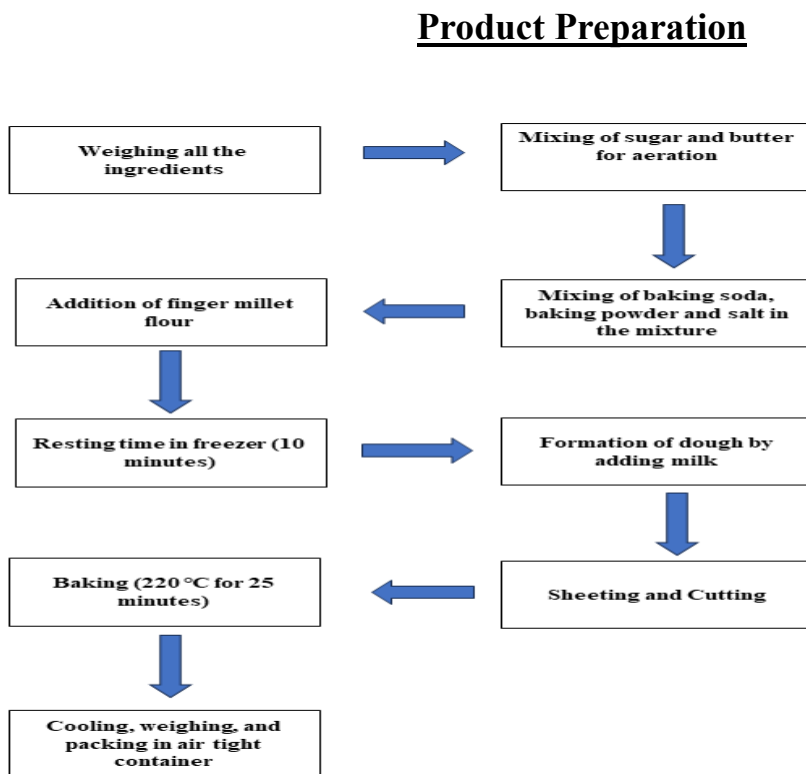 Product Preparation
Weighing all the
ingredients
Mixing of sugar and butter
for aeration
Mixing of baking soda,
baking powder and salt in
the mixture
Addition of finger millet
flour
Resting time in freezer (10
minutes)
Formation of dough by
adding milk
Sheeting and Cutting
Baking (220 °C for 25
minutes)
Cooling, weighing, and
packing in air tight
container